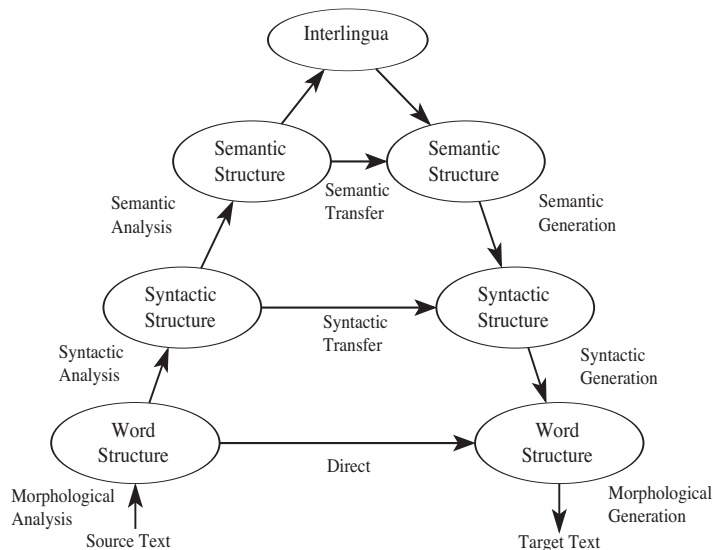 Interlingua
Semantic
Structure
Semantic
Structure
Semantic
Transfer
Semantic
Analysis
Semantic
Generation
Syntactic
Structure
Syntactic
Structure
Syntactic
Transfer
Syntactic
Analysis
Syntactic
Generation
Word
Structure
Word
Structure
Direct
Morphological
Analysis
Morphological
Generation
Source Text
Target Text